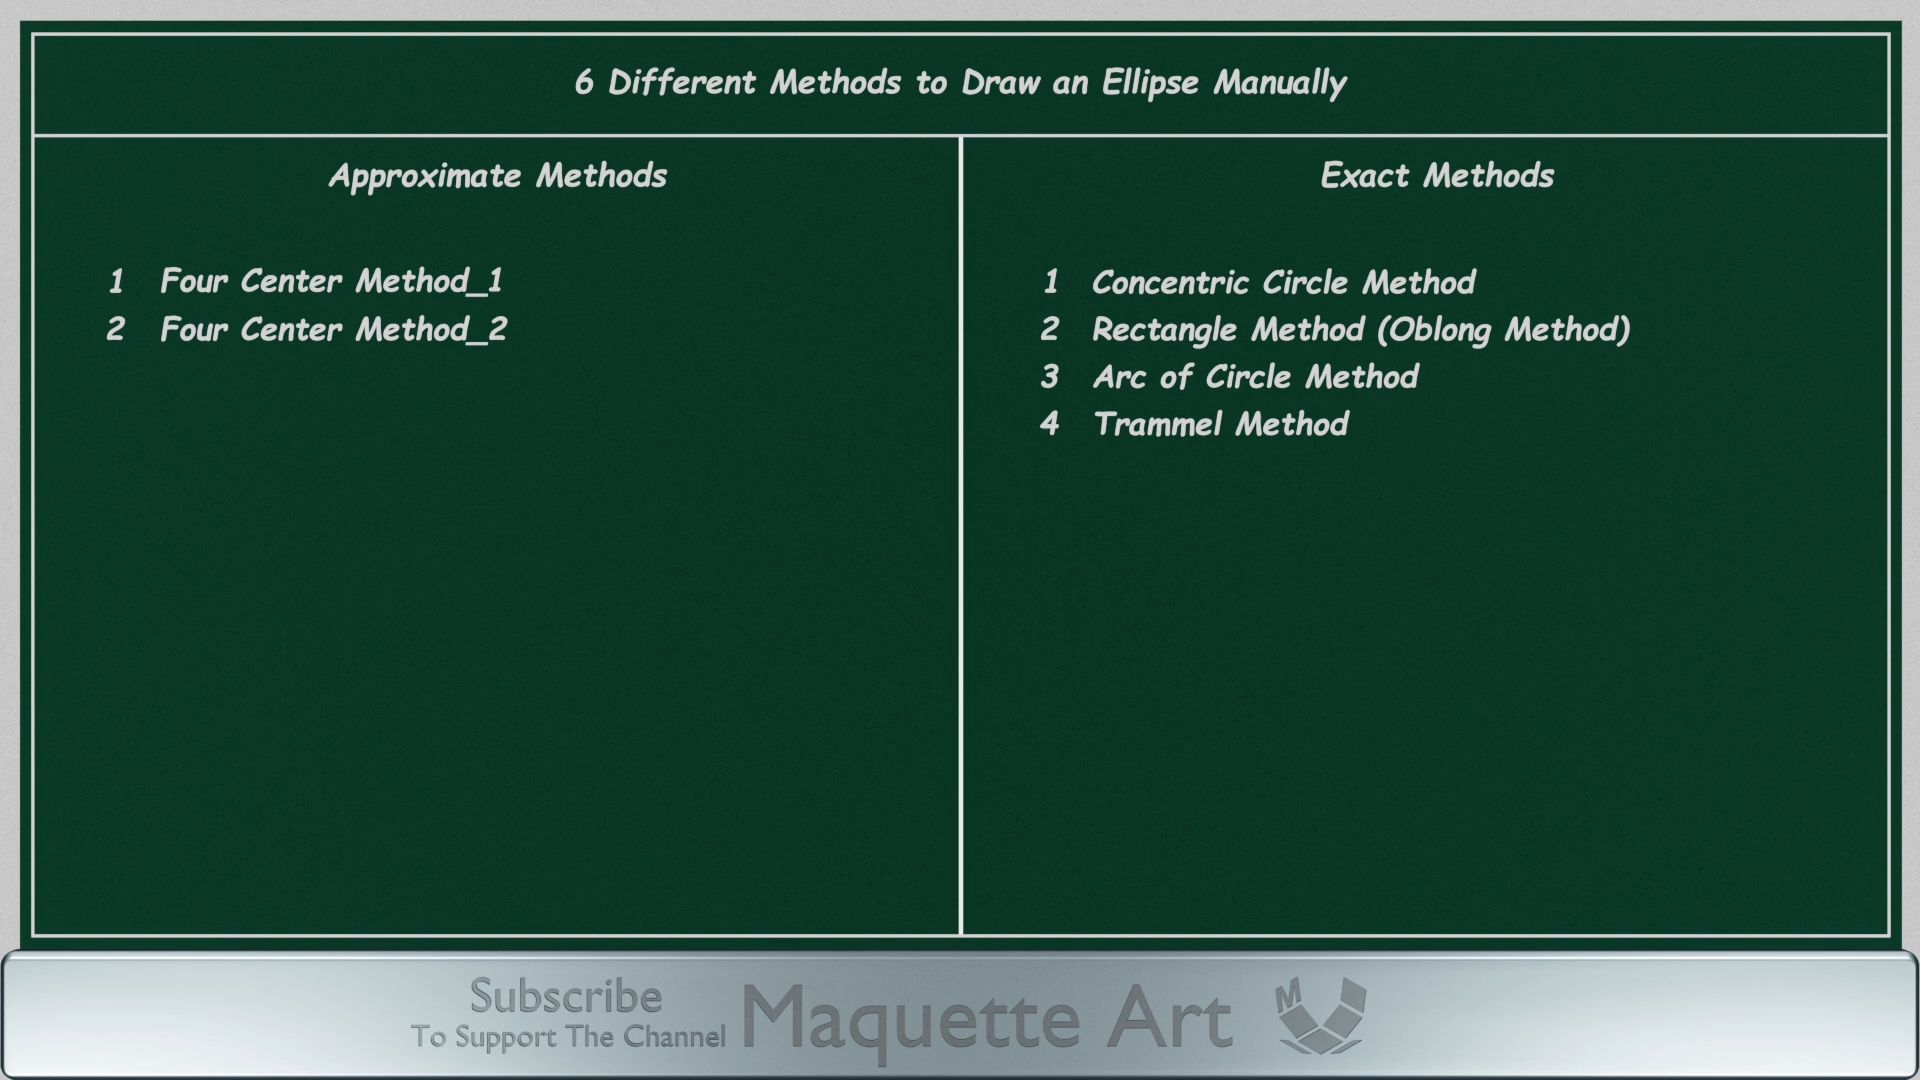 6 Different Methods to Draw an Ellipse Manually
Approximate Methods
1 Four Center Method_1
2 Four Center Method_2
Exact Methods
1 Concentric Circle Method
2 Rectangle Method (Oblong Method)
3 Arc of Circle Method
4 Trammel Method
Subscribe
To Support The Channel
Maquette Art
M